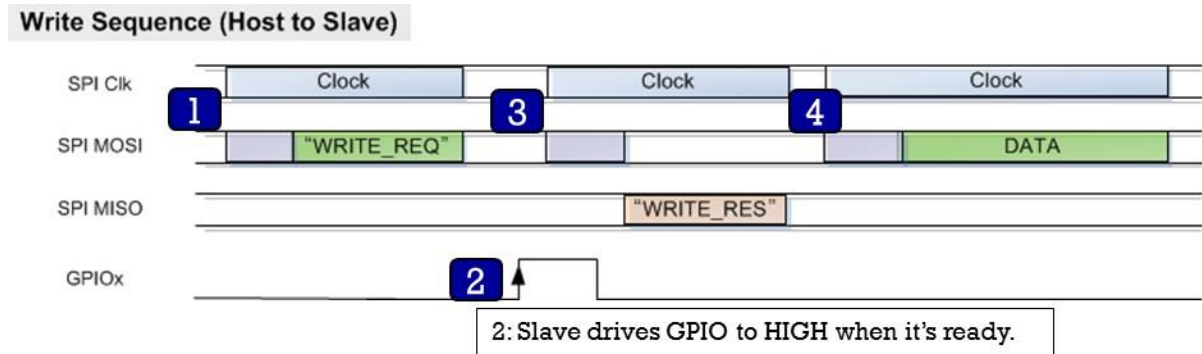 Write Sequence (Host to Slave)
SPI Clk
Clock
Clock
Clock
1
3
4
SPI MOSI
"WRITE_REQ"
DATA
SPI MISO
"WRITE_RES"
GPIOx
2
2: Slave drives GPIO to HIGH when it's ready.